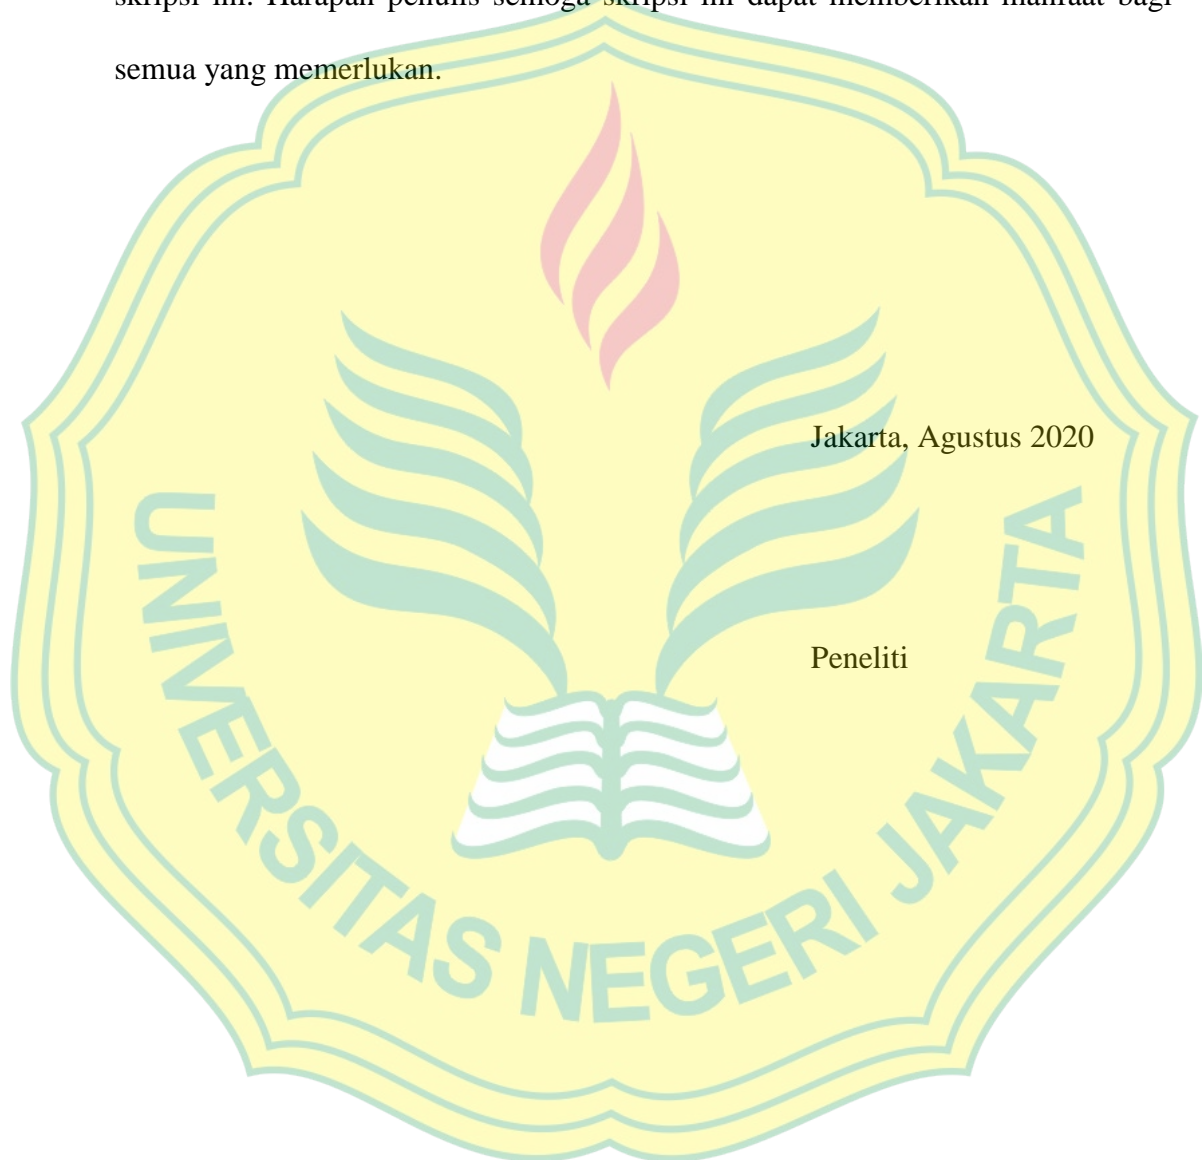 skripsi ini. Harapan penulis semoga skripsi ini dapat memberikan manfaat bagi
semua yang memerlukan.
Jakarta, Agustus 2020
Peneliti
UNIVERSITAS NEGERI JAKARTA